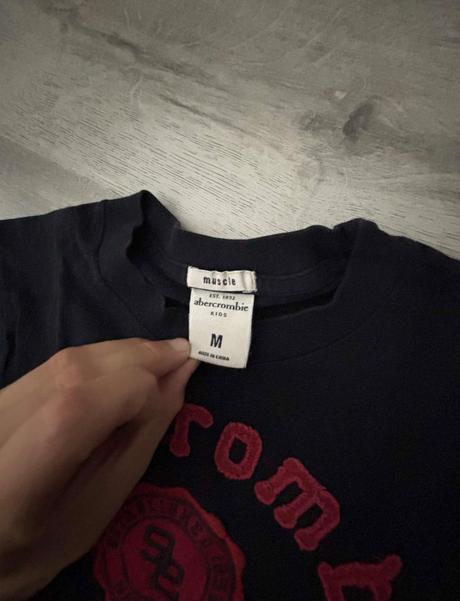 muscle
EST. 1892
abercrombie
KIDS
M
MADE IN CHINA
romb